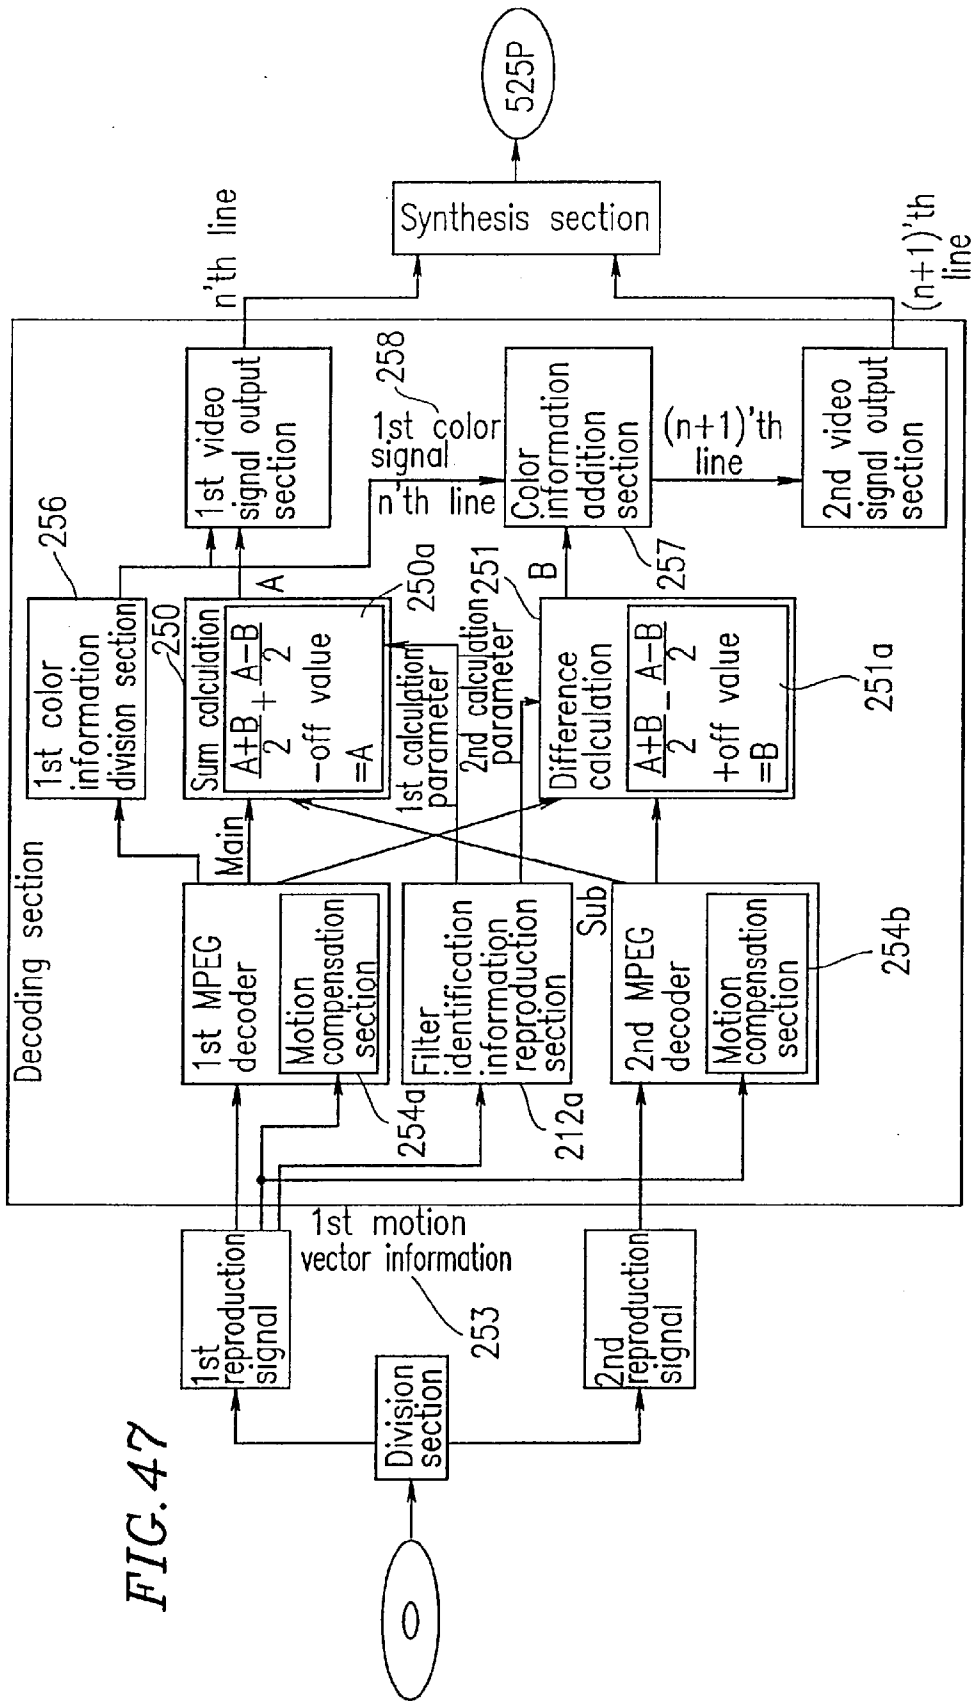 FIG. 47
Division
section
1st
reproduction
signal
2nd
reproduction
signal
1st motion
vector information
253
Decoding section
1st MPEG
decoder
Motion
compensation
section
254a
Filter
identification
information
reproduction
section
212a
2nd MPEG
decoder
Motion
compensation
section
254b
Main
Sub
1st color
information
division section
256
250
Sum calculation
A+B/2 + A-B/2
-off value
=A
250a
1st calculation
parameter
2nd calculation
parameter
251
Difference
calculation
A+B/2 - A-B/2
+off value
=B
251a
A
B
1st video
signal output
section
258
1st color
signal
n'th line
Color
information
addition
section
257
(n+1)'th
line
2nd video
signal output
section
n'th line
(n+1)'th
line
Synthesis section
525P